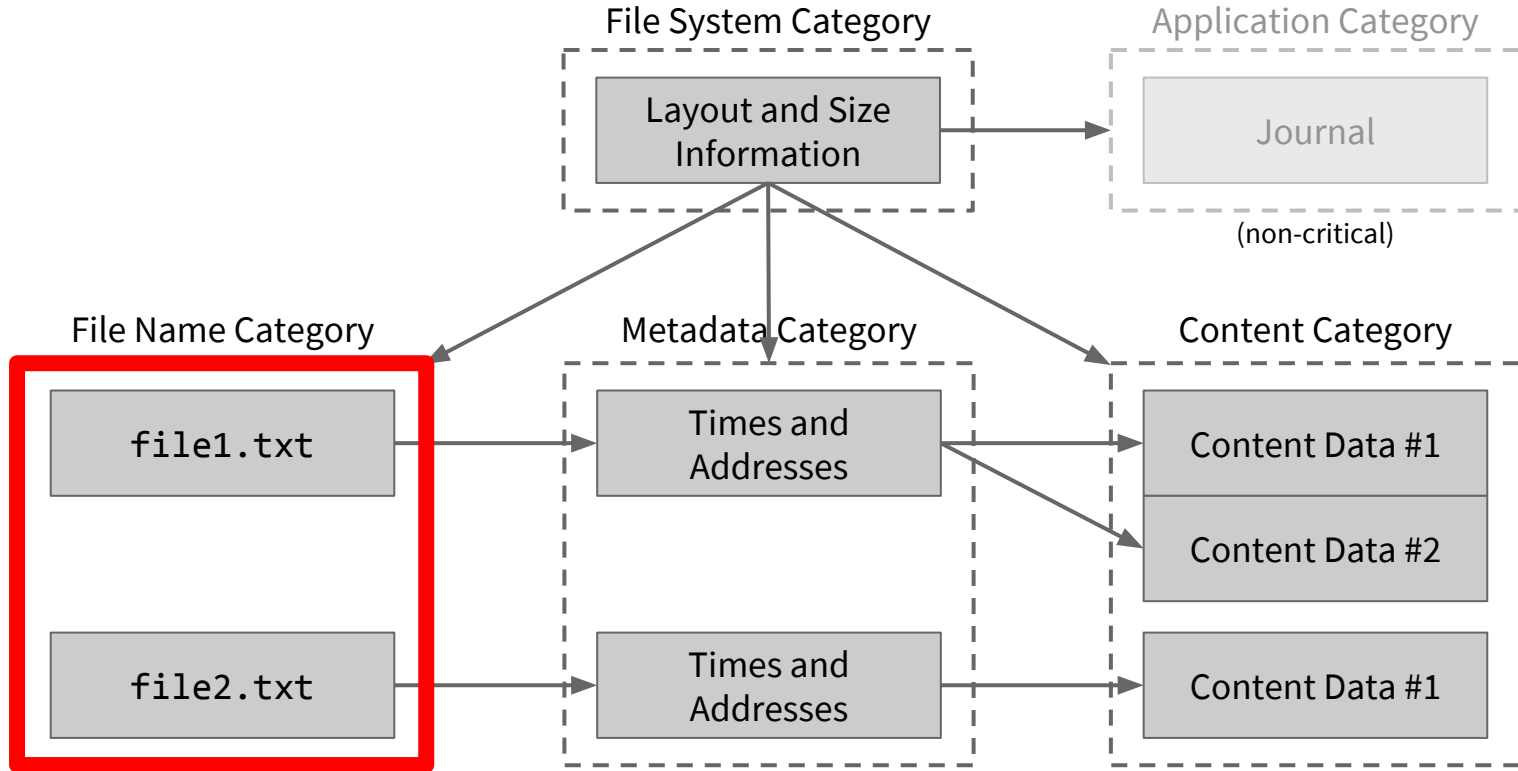 File System Category
Application Category
Layout and Size
Information
Journal
(non-critical)
File Name Category
Metadata Category
Content Category
file1.txt
Times and
Addresses
Content Data #1
Content Data #2
file2.txt
Times and
Addresses
Content Data #1